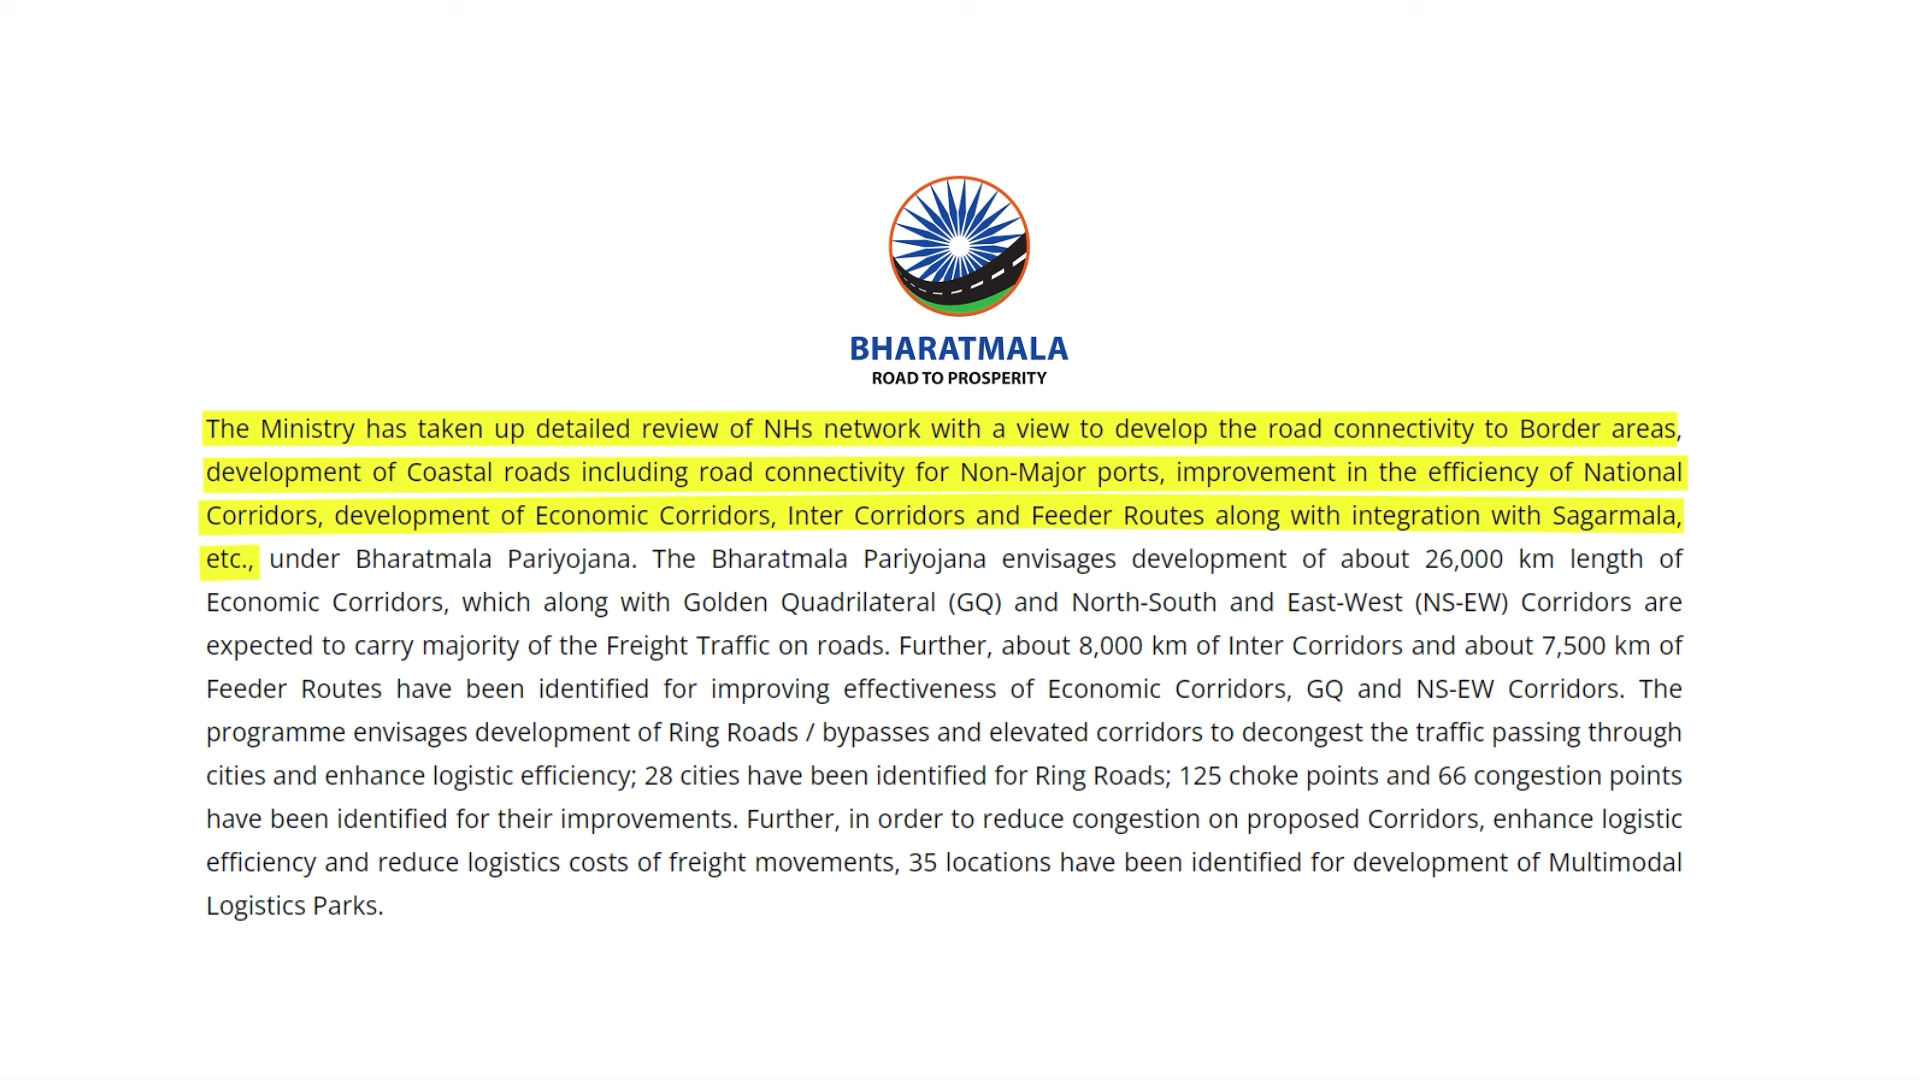 BHARATMALA
ROAD TO PROSPERITY
The Ministry has taken up detailed review of NHs network with a view to develop the road connectivity to Border areas,
development of Coastal roads including road connectivity for Non-Major ports, improvement in the efficiency of National
Corridors, development of Economic Corridors, Inter Corridors and Feeder Routes along with integration with Sagarmala,
etc., under Bharatmala Pariyojana. The Bharatmala Pariyojana envisages development of about 26,000 km length of
Economic Corridors, which along with Golden Quadrilateral (GQ) and North-South and East-West (NS-EW) Corridors are
expected to carry majority of the Freight Traffic on roads. Further, about 8,000 km of Inter Corridors and about 7,500 km of
Feeder Routes have been identified for improving effectiveness of Economic Corridors, GQ and NS-EW Corridors. The
programme envisages development of Ring Roads / bypasses and elevated corridors to decongest the traffic passing through
cities and enhance logistic efficiency; 28 cities have been identified for Ring Roads; 125 choke points and 66 congestion points
have been identified for their improvements. Further, in order to reduce congestion on proposed Corridors, enhance logistic
efficiency and reduce logistics costs of freight movements, 35 locations have been identified for development of Multimodal
Logistics Parks.